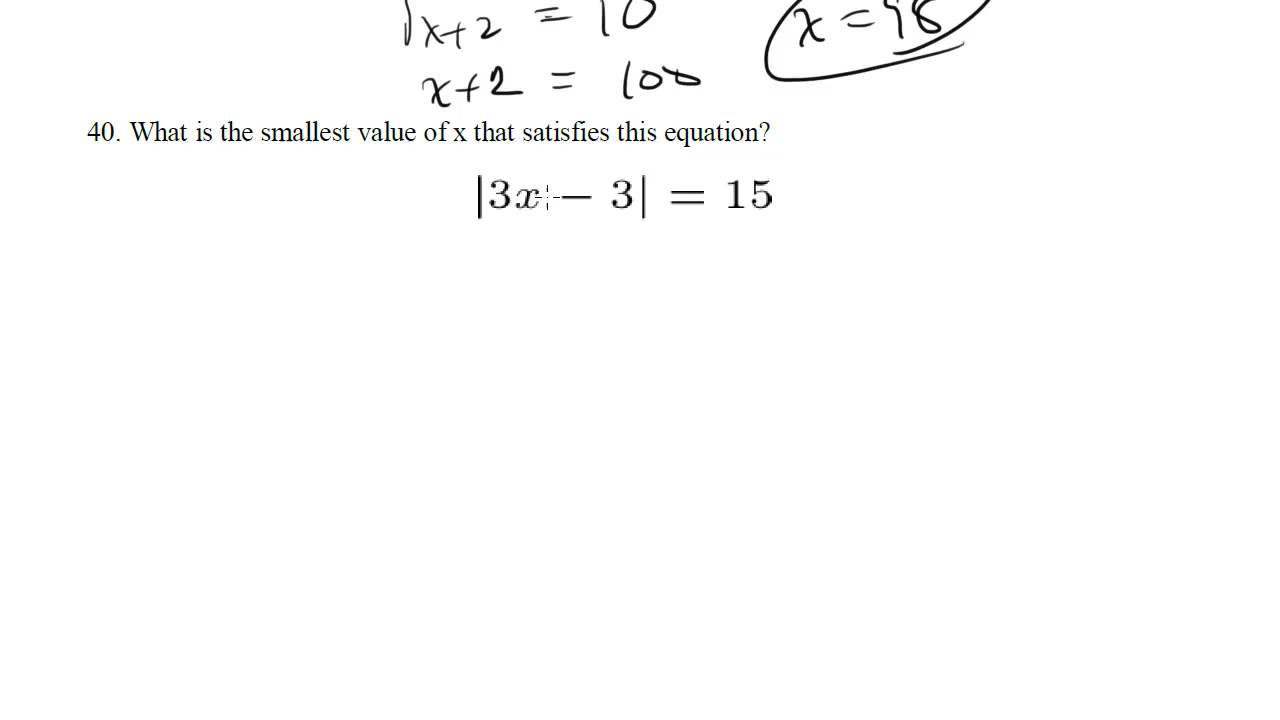 √x+2 = 10
x = 98
x+2 = 100
40. What is the smallest value of x that satisfies this equation?
|3x − 3| = 15